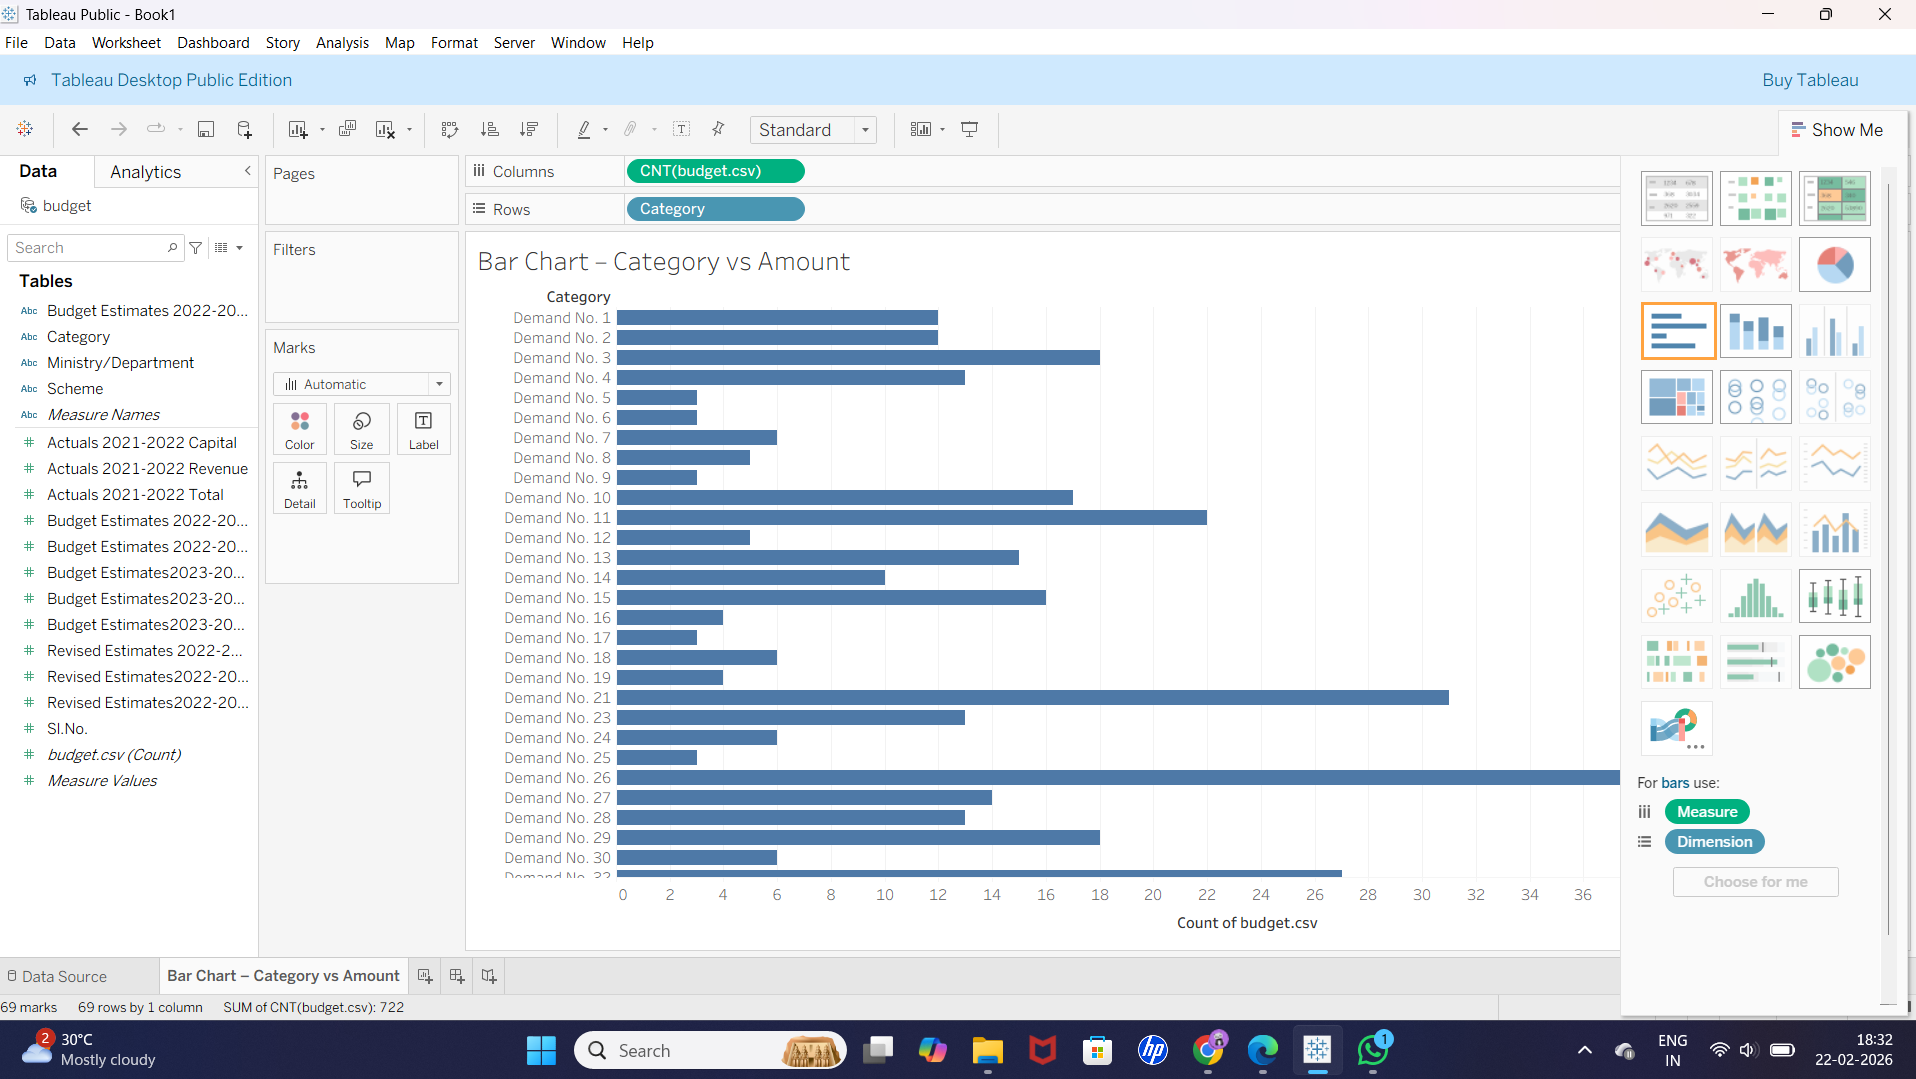 Tableau Public - Book1
File Data Worksheet Dashboard Story Analysis Map Format Server Window Help
Tableau Desktop Public Edition
Buy Tableau
Standard
Show Me
Data
Analytics
budget
Search
Tables
Abc Budget Estimates 2022-20...
Abc Category
Abc Ministry/Department
Abc Scheme
Abc Measure Names
# Actuals 2021-2022 Capital
# Actuals 2021-2022 Revenue
# Actuals 2021-2022 Total
# Budget Estimates 2022-20...
# Budget Estimates 2022-20...
# Budget Estimates2023-20...
# Budget Estimates2023-20...
# Budget Estimates2023-20...
# Revised Estimates 2022-2...
# Revised Estimates2022-20...
# Revised Estimates2022-20...
# Sl.No.
# budget.csv (Count)
# Measure Values
Pages
Filters
Marks
Automatic
Color
Size
Label
Detail
Tooltip
Columns
CNT(budget.csv)
Rows
Category
Bar Chart – Category vs Amount
Category
Demand No. 1
Demand No. 2
Demand No. 3
Demand No. 4
Demand No. 5
Demand No. 6
Demand No. 7
Demand No. 8
Demand No. 9
Demand No. 10
Demand No. 11
Demand No. 12
Demand No. 13
Demand No. 14
Demand No. 15
Demand No. 16
Demand No. 17
Demand No. 18
Demand No. 19
Demand No. 21
Demand No. 23
Demand No. 24
Demand No. 25
Demand No. 26
Demand No. 27
Demand No. 28
Demand No. 29
Demand No. 30
Demand No. 32
0 2 4 6 8 10 12 14 16 18 20 22 24 26 28 30 32 34 36
Count of budget.csv
For bars use:
Measure
Dimension
Choose for me
Data Source
Bar Chart – Category vs Amount
69 marks 69 rows by 1 column SUM of CNT(budget.csv): 722
2
30°C
Mostly cloudy
Search
hp
1
ENG
IN
18:32
22-02-2026